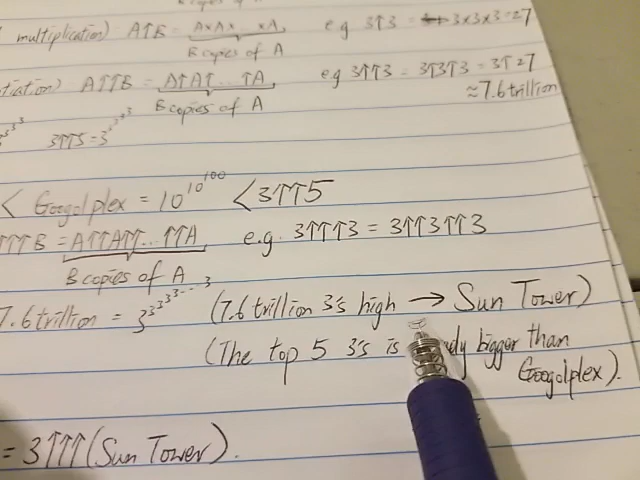 multiplication) A↑B = A×A×...×A e.g 3↑3 = 3×3×3=27
B copies of A
tiation) A↑↑B = A↑A↑...↑A e.g 3↑↑3 = 3↑3↑3 = 3↑27
B copies of A ≈7.6 trillion
3↑↑5=3^3^3^3^3
< Googolplex = 10^10^100 < 3↑↑5
↑↑↑B = A↑↑A↑↑...↑↑A e.g. 3↑↑↑3 = 3↑↑3↑↑3
B copies of A
7.6 trillion = 3^3^3^3^3...3 (7.6 trillion 3's high → Sun Tower)
(The top 5 3's is bigger than
Googolplex).
= 3↑↑↑(Sun Tower).